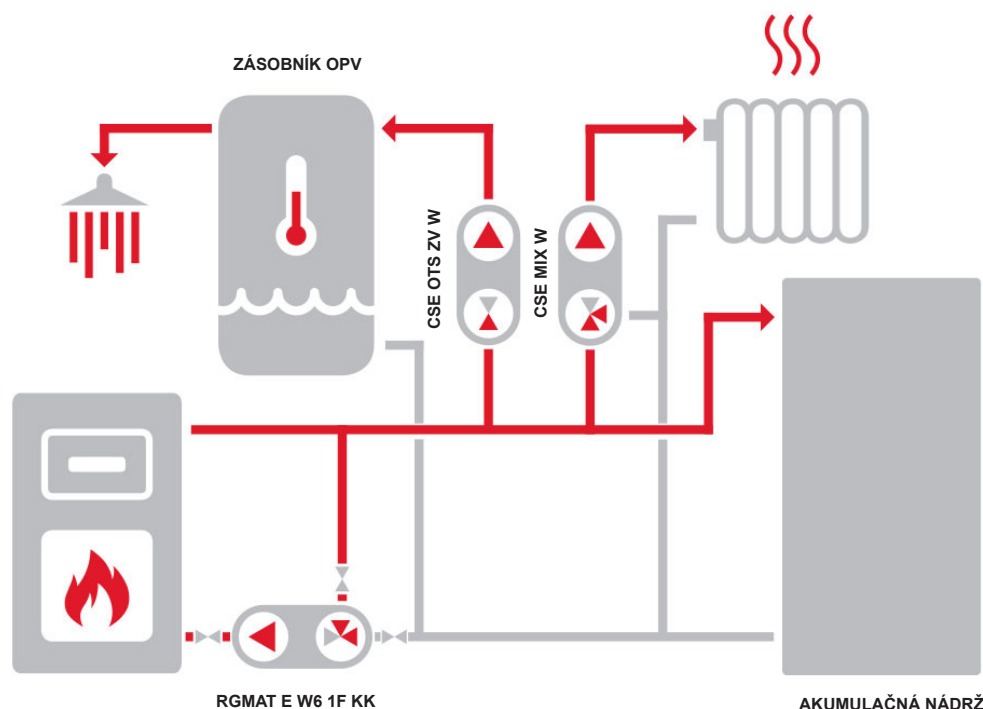 ZÁSOBNÍK OPV
CSE OTS ZV W
CSE MIX W
RGMAT E W6 1F KK
AKUMULAČNÁ NÁDRŽ